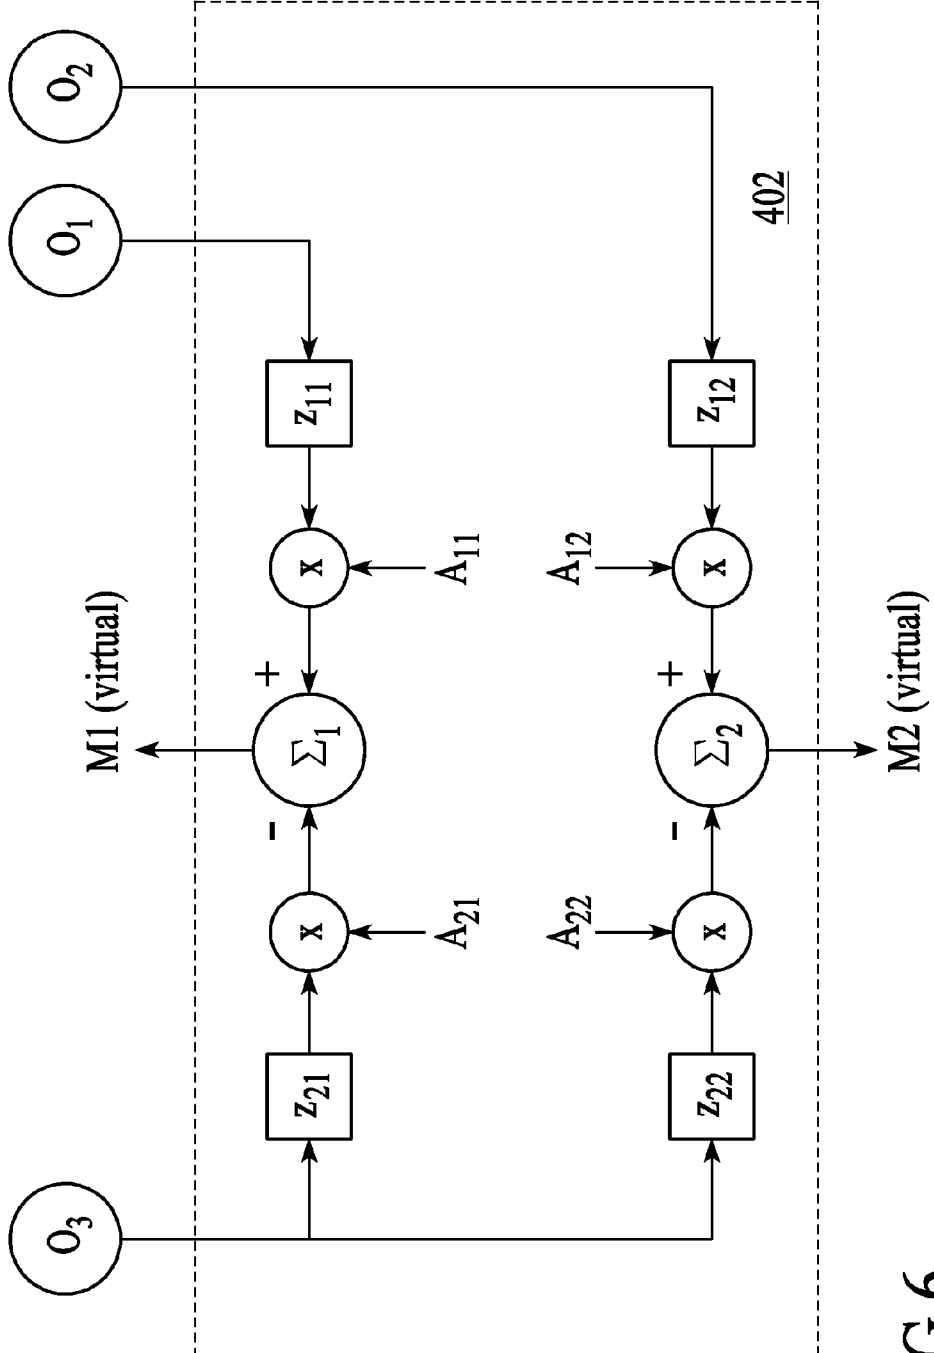 O2
O1
402
z11
z12
x
A11
A12
x
+
+
M1 (virtual)
Σ1
Σ2
M2 (virtual)
-
-
x
A21
A22
x
z21
z22
O3